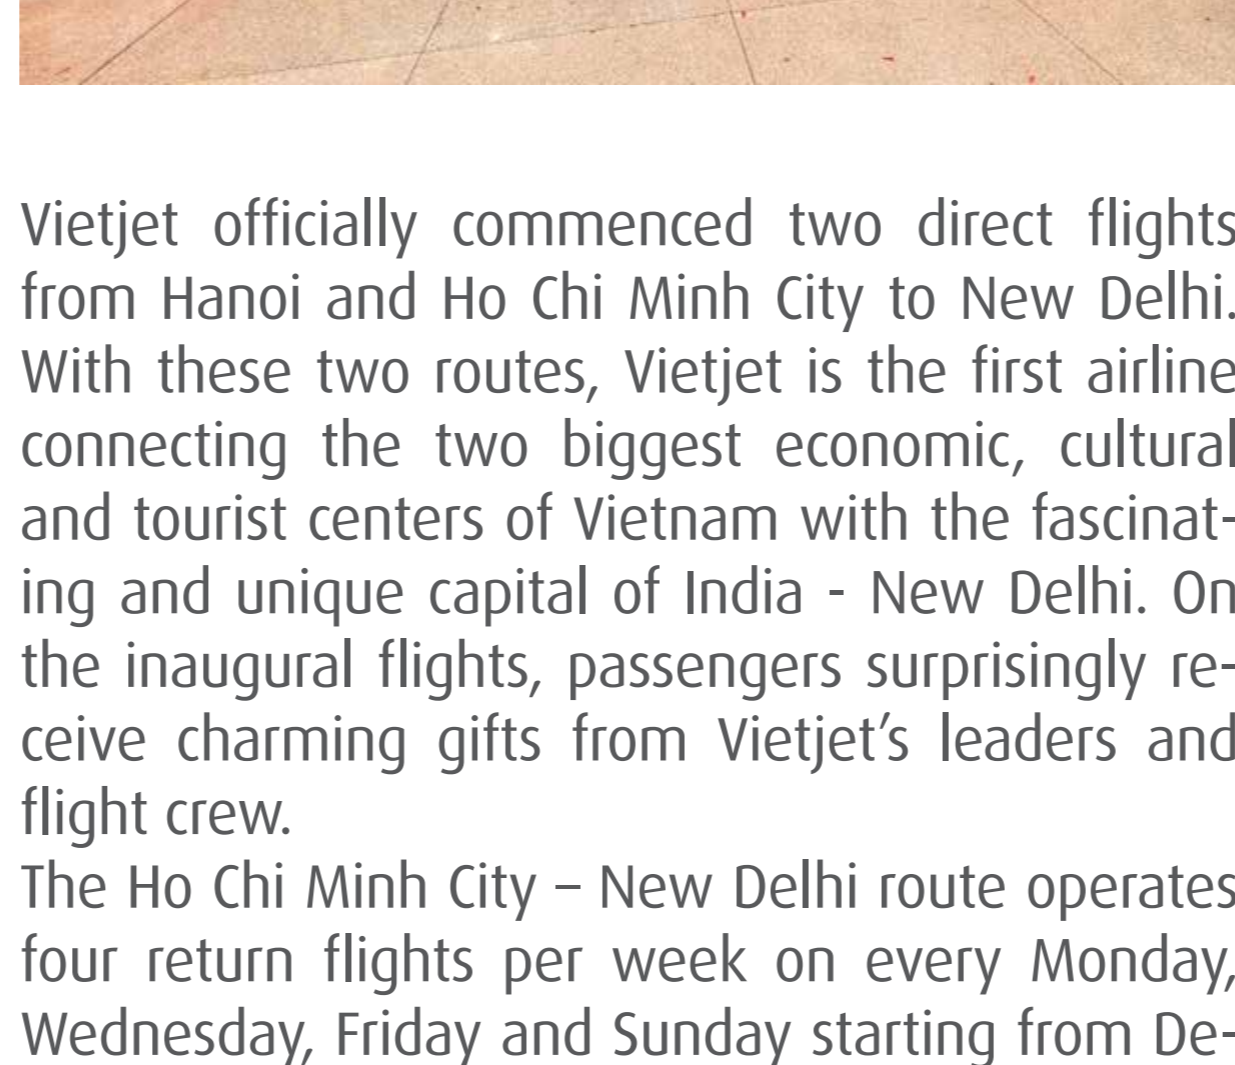 Vietjet officially commenced two direct flights
from Hanoi and Ho Chi Minh City to New Delhi.
With these two routes, Vietjet is the first airline
connecting the two biggest economic, cultural
and tourist centers of Vietnam with the fascinat-
ing and unique capital of India - New Delhi. On
the inaugural flights, passengers surprisingly re-
ceive charming gifts from Vietjet’s leaders and
flight crew.
The Ho Chi Minh City – New Delhi route operates
four return flights per week on every Monday,
Wednesday, Friday and Sunday starting from De-